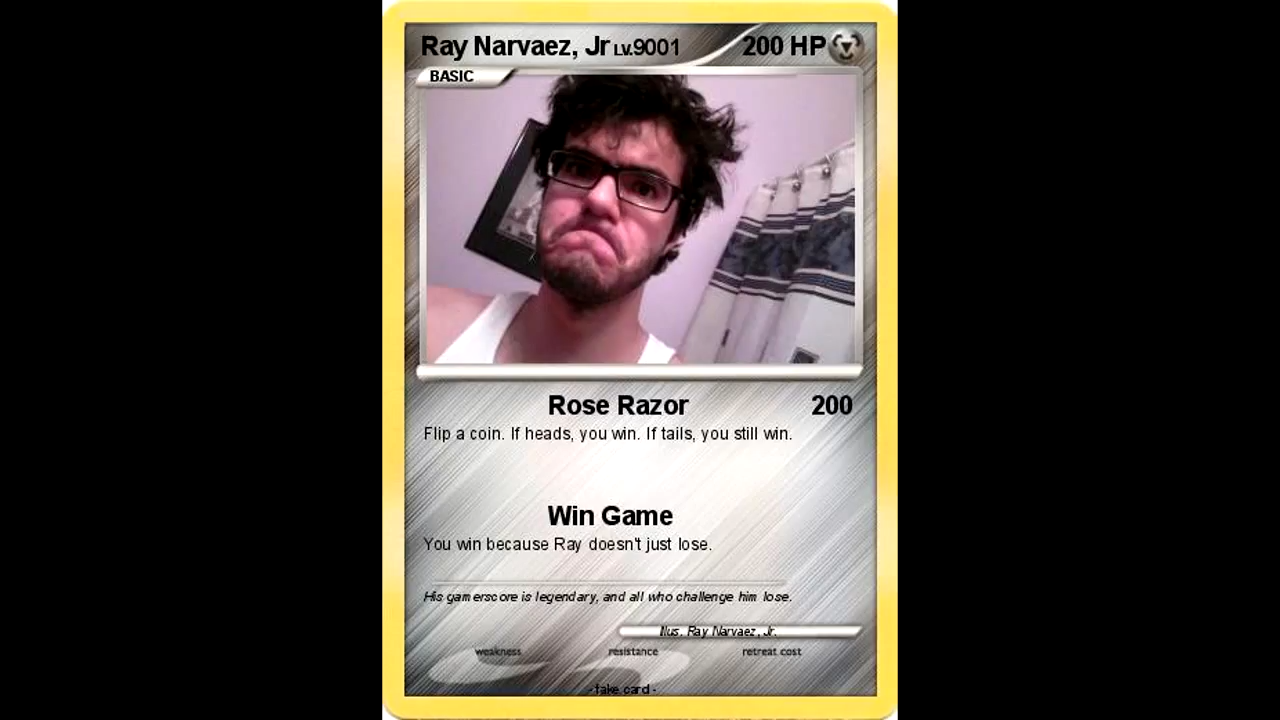 Ray Narvaez, Jr LV.9001 200 HP
BASIC
Rose Razor 200
Flip a coin. If heads, you win. If tails, you still win.
Win Game
You win because Ray doesn't just lose.
His gamerscore is legendary, and all who challenge him lose.
Illus. Ray Narvaez, Jr.
weakness resistance retreat cost
- fake card -